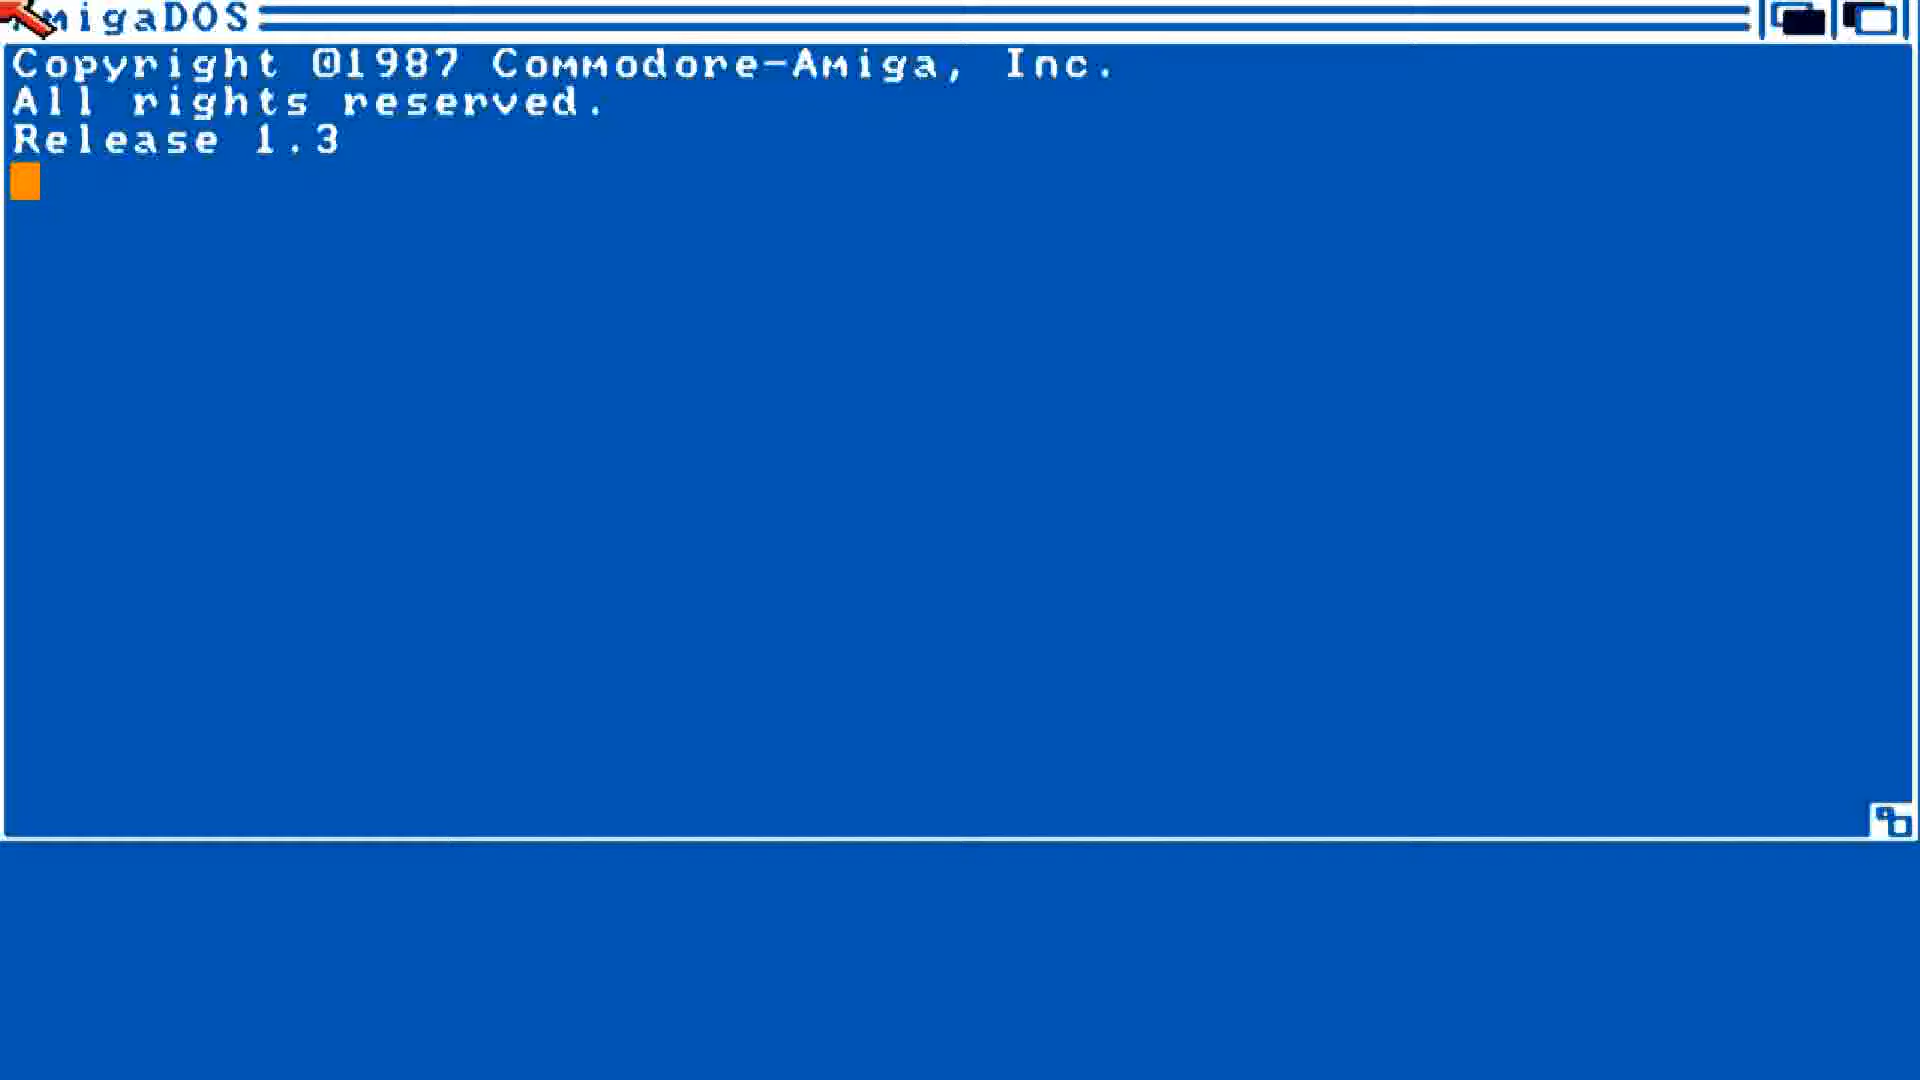 AmigaDOS
Copyright ©1987 Commodore-Amiga, Inc.
All rights reserved.
Release 1.3